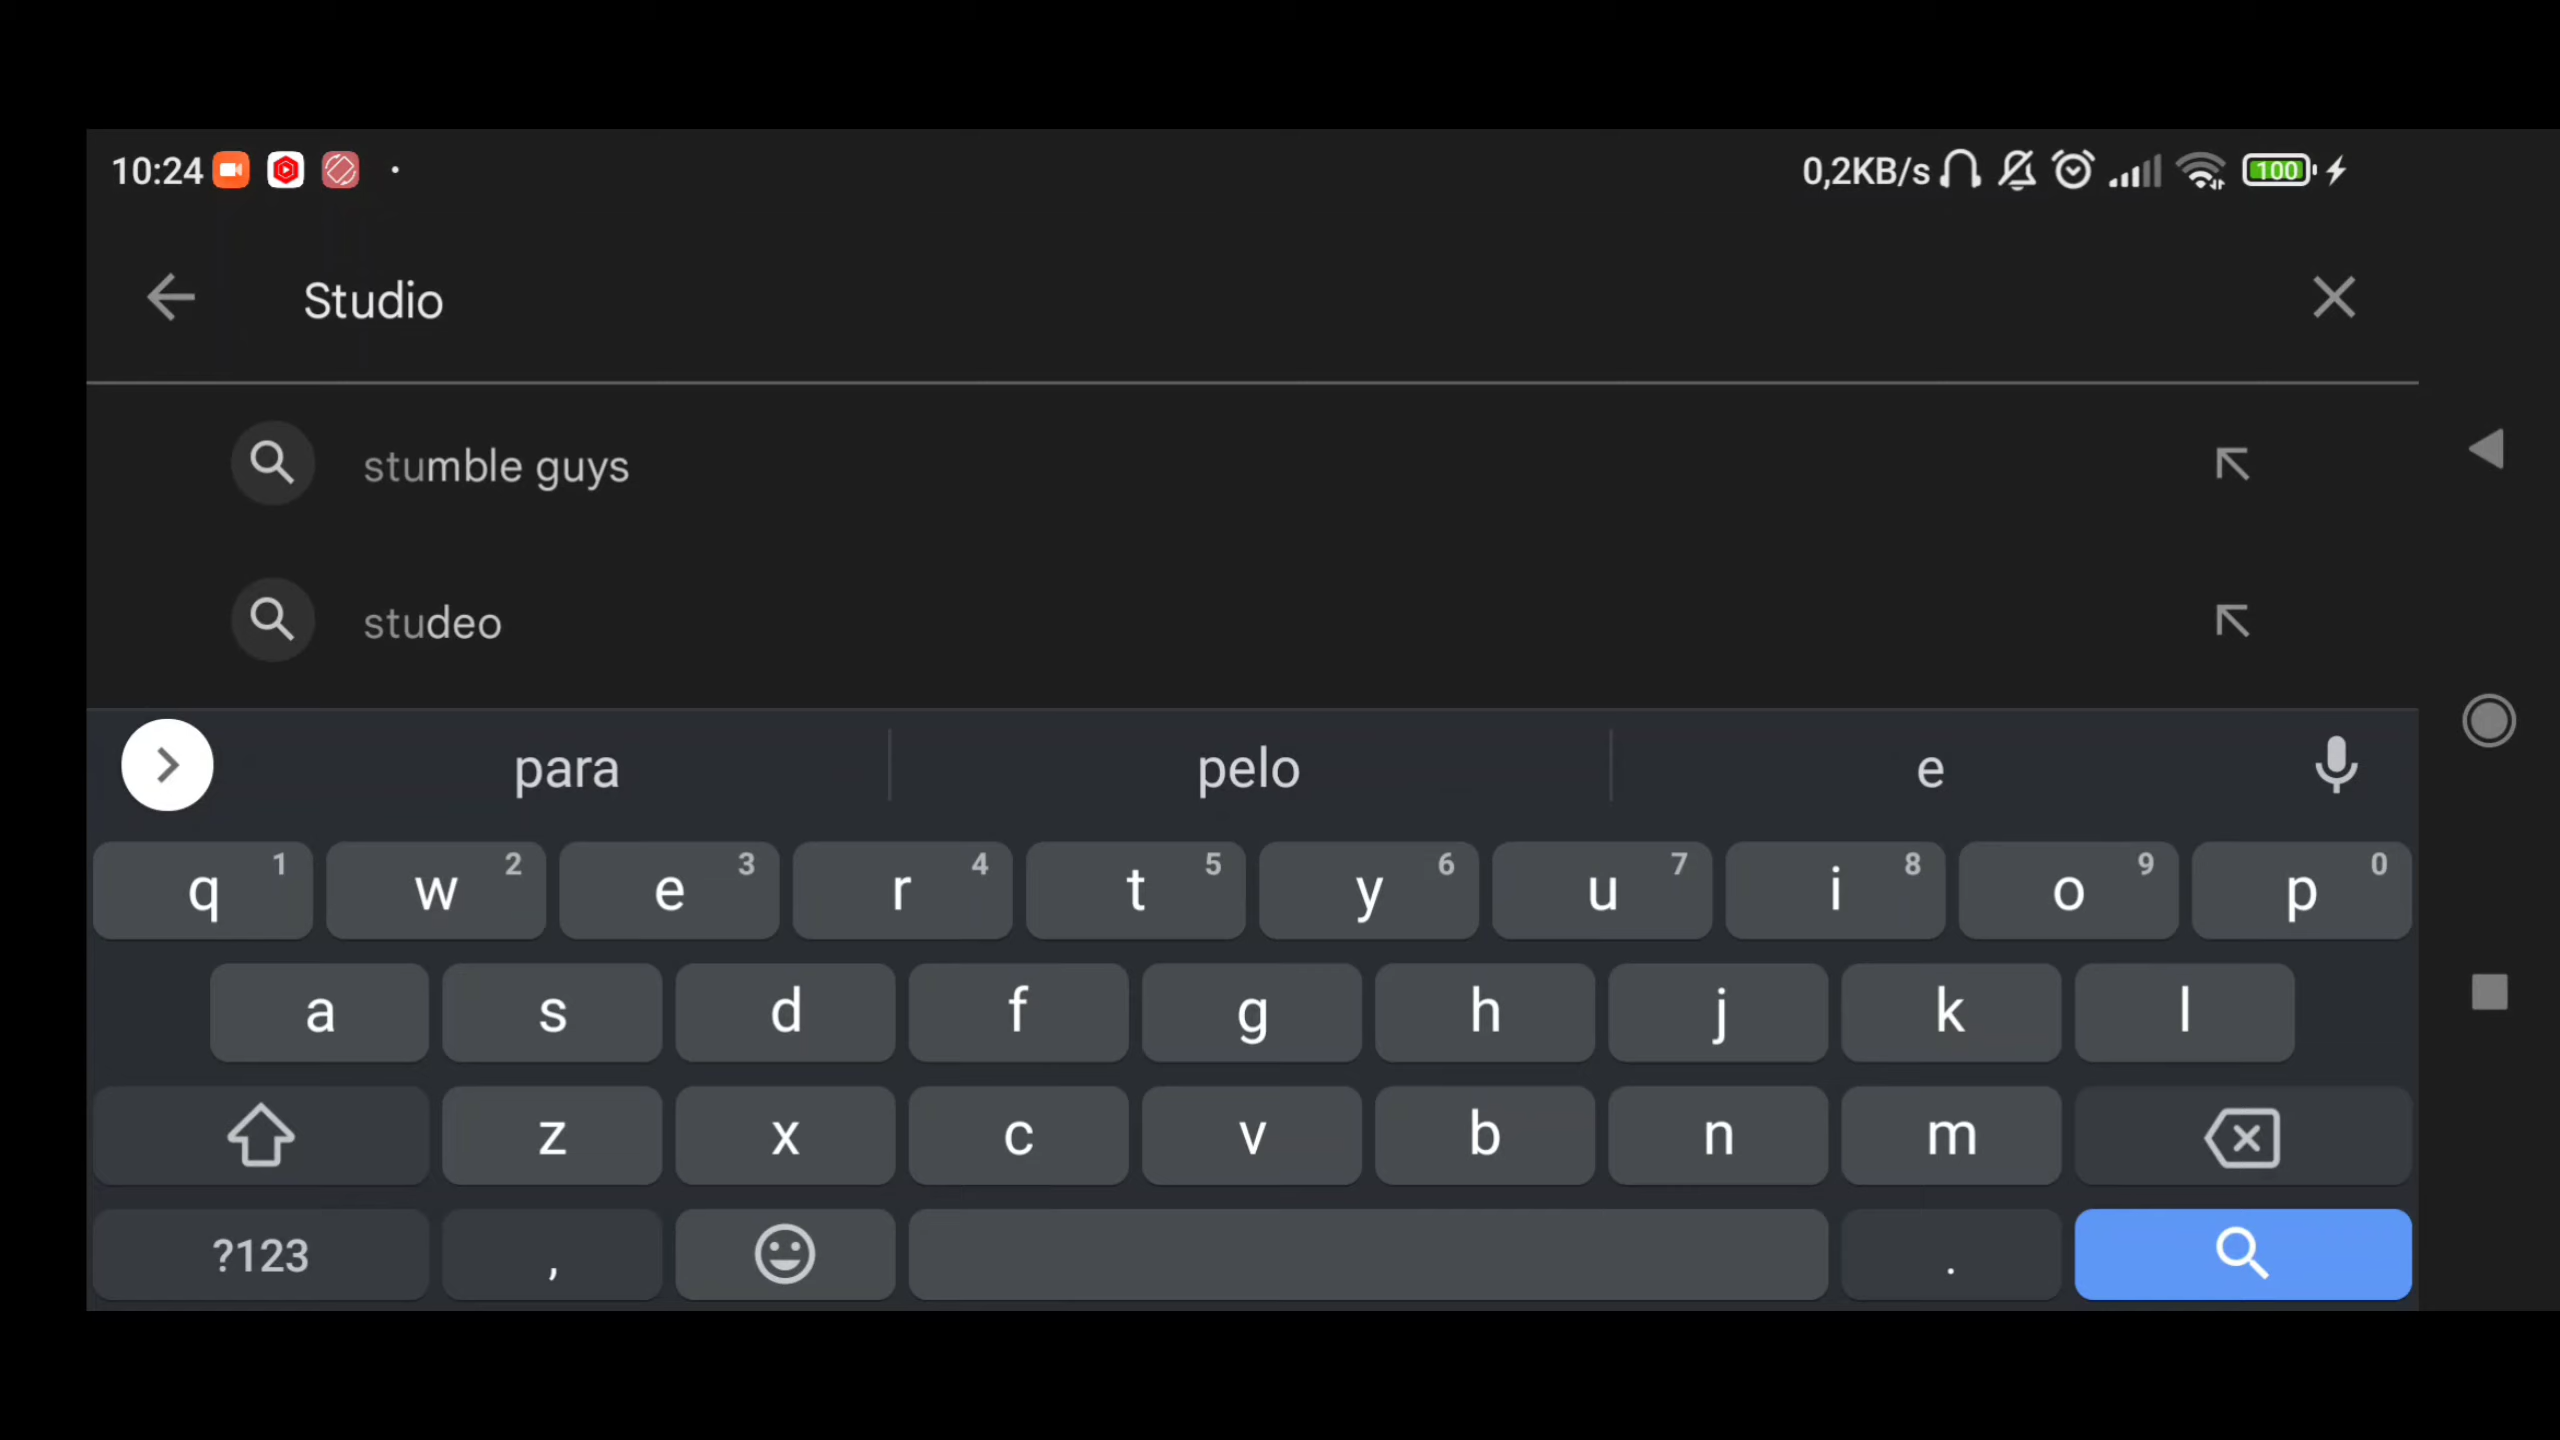 10:24 0,2KB/s 100
Studio
stumble guys
studeo
para pelo e
q 1 w 2 e 3 r 4 t 5 y 6 u 7 i 8 o 9 p 0
a s d f g h j k l
z x c v b n m
?123 , .